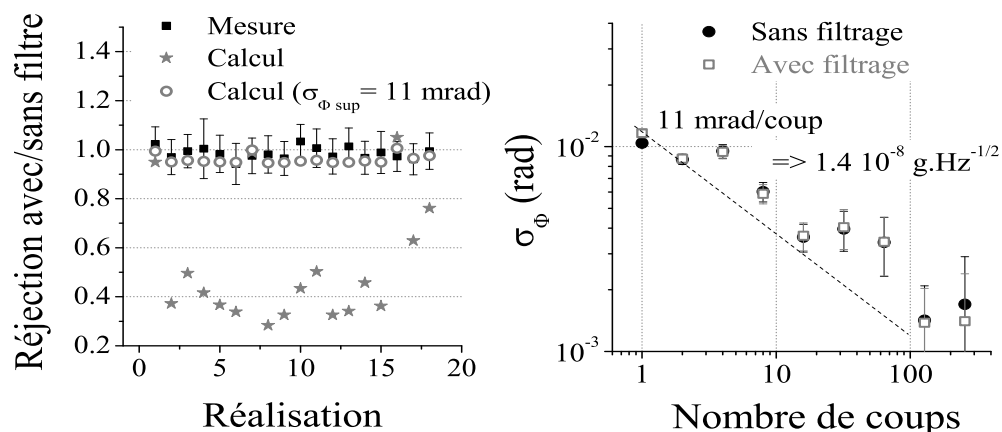 Réjection avec/sans filtre
1.4
1.2
1.0
0.8
0.6
0.4
0.2
Mesure
Calcul
Calcul (σΦ sup= 11 mrad)
0 5 10 15 20
Réalisation
σΦ (rad)
10-2
10-3
Sans filtrage
Avec filtrage
11 mrad/coup
=> 1.4 10-8 g.Hz-1/2
1 10 100
Nombre de coups